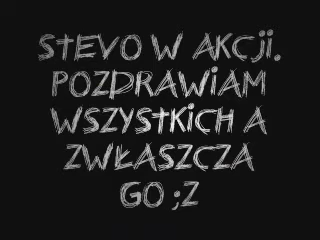 STEVO W AKCJi.
POZDRAWiAM
WSZYSTKiCH A
ZWŁASZCZA
GO ;Z